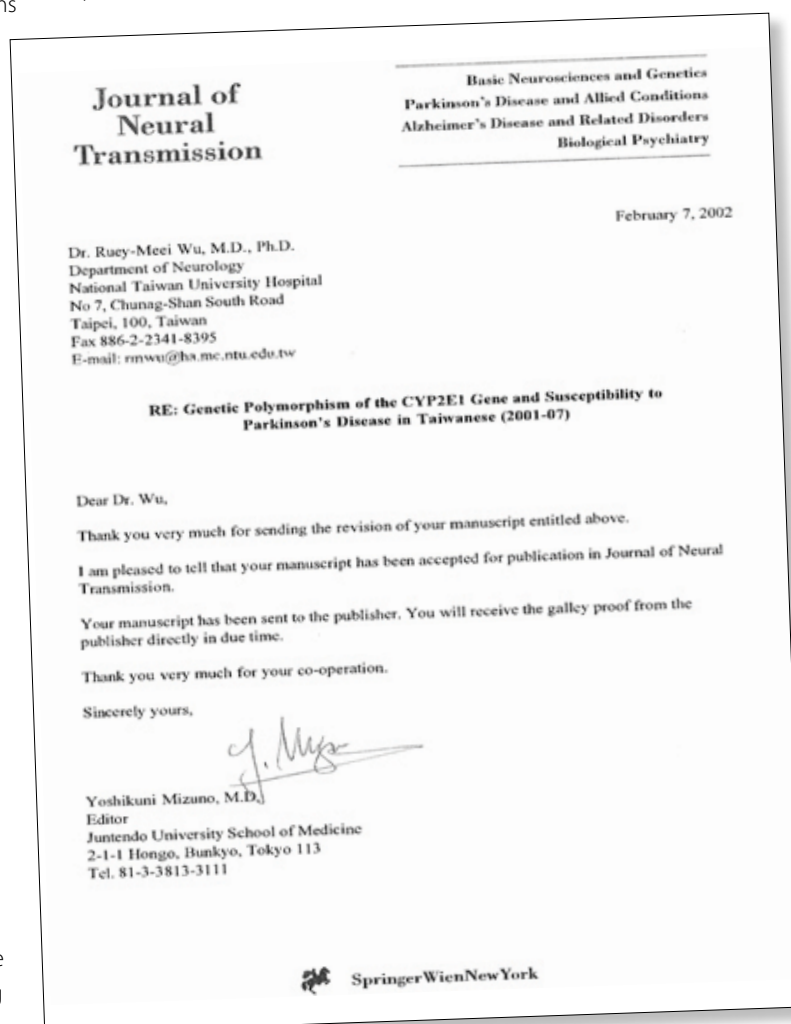 ns
Journal of
Neural
Transmission
Basic Neurosciences and Genetics
Parkinson's Disease and Allied Conditions
Alzheimer's Disease and Related Disorders
Biological Psychiatry
February 7, 2002
Dr. Ruey-Meei Wu, M.D., Ph.D.
Department of Neurology
National Taiwan University Hospital
No 7, Chunag-Shan South Road
Taipei, 100, Taiwan
Fax 886-2-2341-8395
E-mail: rmwu@ha.mc.ntu.edu.tw
RE: Genetic Polymorphism of the CYP2E1 Gene and Susceptibility to
Parkinson's Disease in Taiwanese (2001-07)
Dear Dr. Wu,
Thank you very much for sending the revision of your manuscript entitled above.
I am pleased to tell that your manuscript has been accepted for publication in Journal of Neural
Transmission.
Your manuscript has been sent to the publisher. You will receive the galley proof from the
publisher directly in due time.
Thank you very much for your co-operation.
Sincerely yours,
Yoshikuni Mizuno, M.D.
Editor
Juntendo University School of Medicine
2-1-1 Hongo, Bunkyo, Tokyo 113
Tel. 81-3-3813-3111
e
SpringerWienNewYork